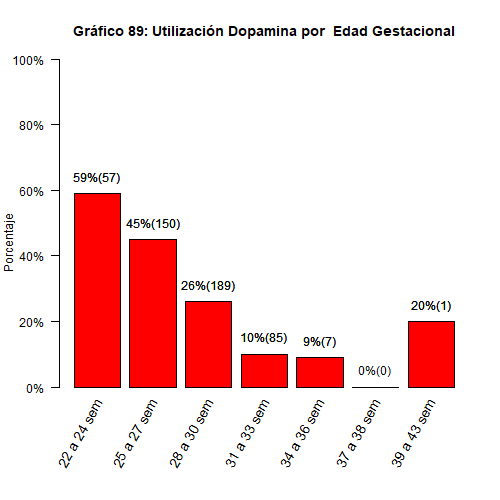 Gráfico 89: Utilización Dopamina por  Edad Gestacional
Porcentaje
100%
80%
60%
40%
20%
0%
59%(57)
45%(150)
26%(189)
10%(85)
9%(7)
0%(0)
20%(1)
22 a 24 sem
25 a 27 sem
28 a 30 sem
31 a 33 sem
34 a 36 sem
37 a 38 sem
39 a 43 sem